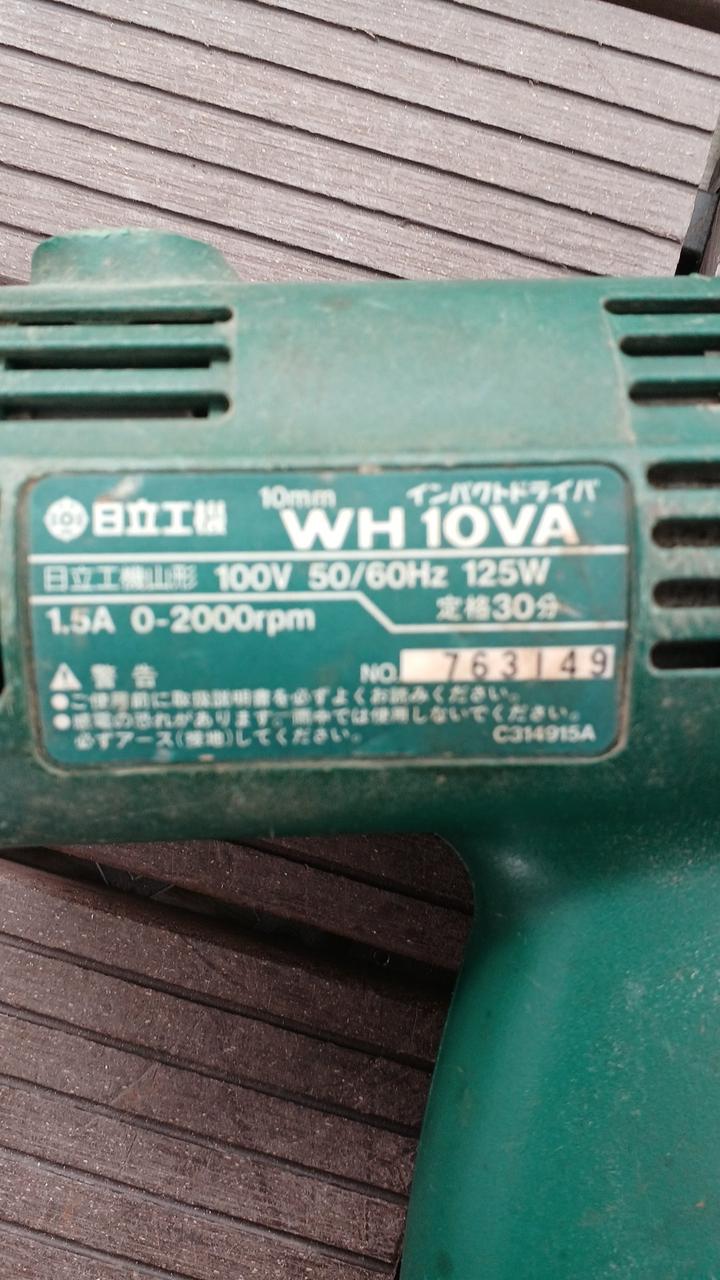 日立工機 10mm インパクトドライバ
WH 10VA
日立工機山形 100V 50/60Hz 125W
1.5A 0-2000rpm 定格30分
警告 NO. 763149
●ご使用前に取扱説明書を必ずよくお読みください。
●感電の恐れがあります。雨中では使用しないでください。
必ずアース(接地)してください。 C314915A